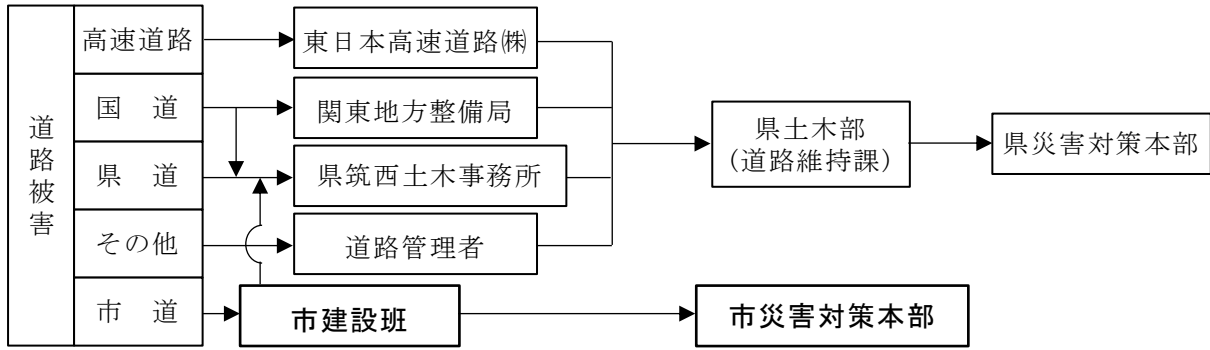 道路被害
高速道路
東日本高速道路㈱
国　道
関東地方整備局
県　道
県筑西土木事務所
その他
道路管理者
市　道
市建設班
県土木部
(道路維持課)
県災害対策本部
市災害対策本部